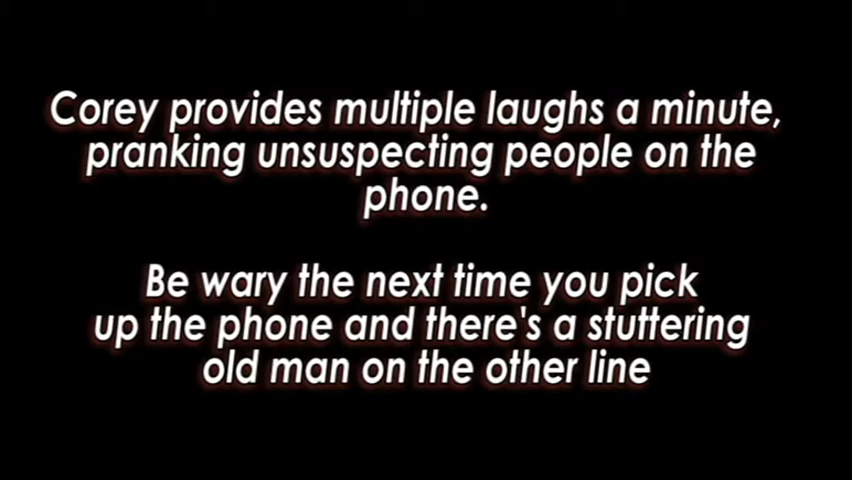 Corey provides multiple laughs a minute,
pranking unsuspecting people on the
phone.
Be wary the next time you pick
up the phone and there's a stuttering
old man on the other line